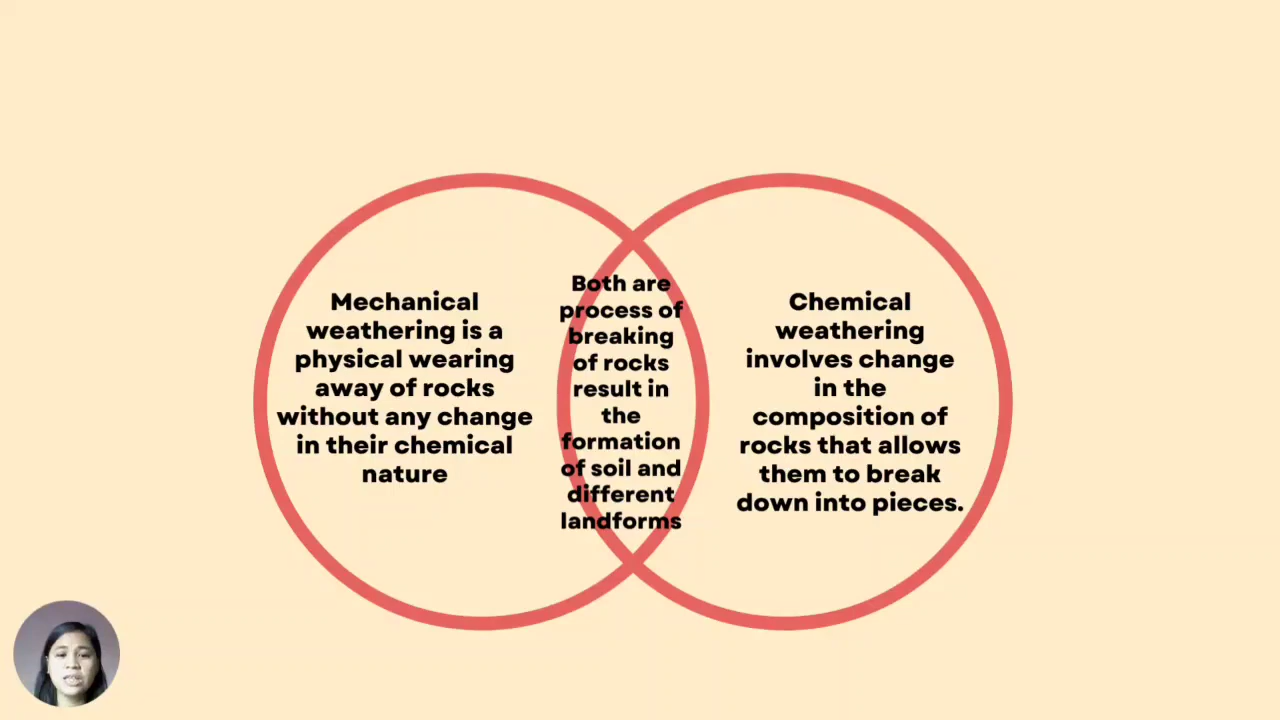 Mechanical
weathering is a
physical wearing
away of rocks
without any change
in their chemical
nature
Both are
process of
breaking
of rocks
result in
the
formation
of soil and
different
landforms
Chemical
weathering
involves change
in the
composition of
rocks that allows
them to break
down into pieces.